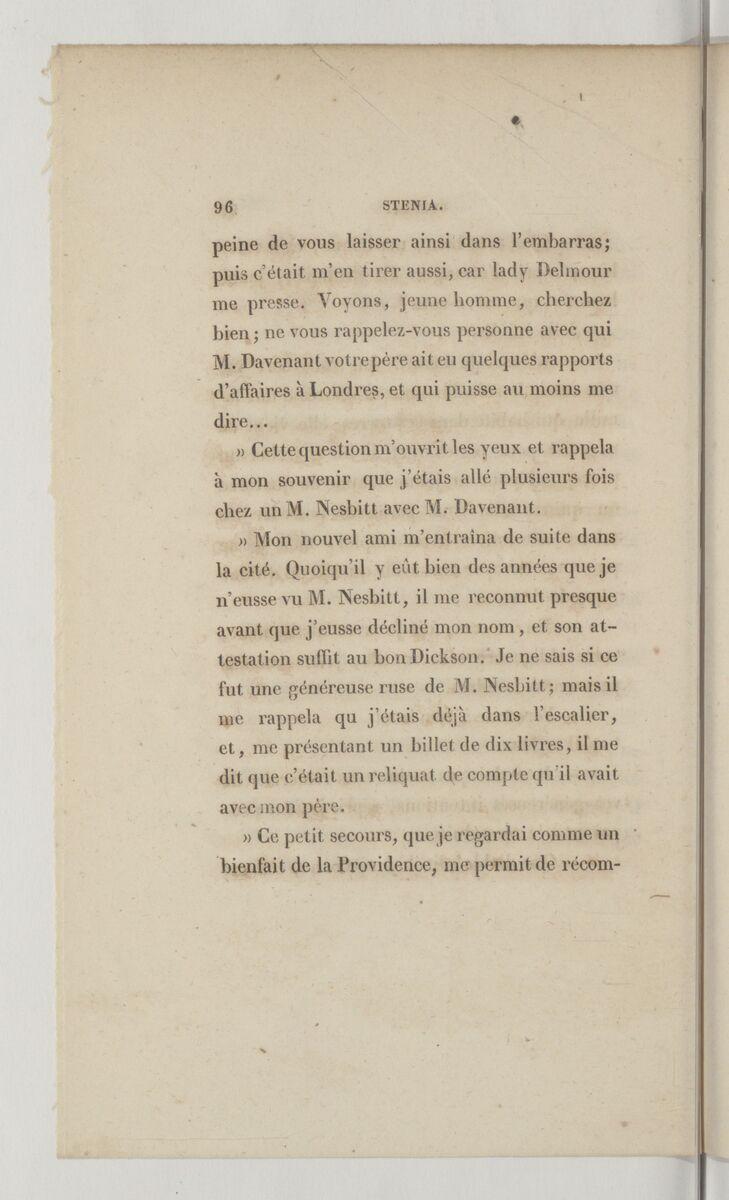 96 STENIA.
peine de vous laisser ainsi dans l'embarras;
puis c'était m'en tirer aussi, car lady Delmour
me presse. Voyons, jeune homme, cherchez
bien; ne vous rappelez-vous personne avec qui
M. Davenant votre père ait eu quelques rapports
d'affaires à Londres, et qui puisse au moins me
dire...
» Cette question m'ouvrit les yeux et rappela
à mon souvenir que j'étais allé plusieurs fois
chez un M. Nesbitt avec M. Davenant.
» Mon nouvel ami m'entraîna de suite dans
la cité. Quoiqu'il y eût bien des années que je
n'eusse vu M. Nesbitt, il me reconnut presque
avant que j'eusse décliné mon nom, et son at-
testation suffit au bon Dickson. Je ne sais si ce
fut une généreuse ruse de M. Nesbitt; mais il
me rappela qu j'étais déjà dans l'escalier,
et, me présentant un billet de dix livres, il me
dit que c'était un reliquat de compte qu'il avait
avec mon père.
» Ce petit secours, que je regardai comme un
bienfait de la Providence, me permit de récom-